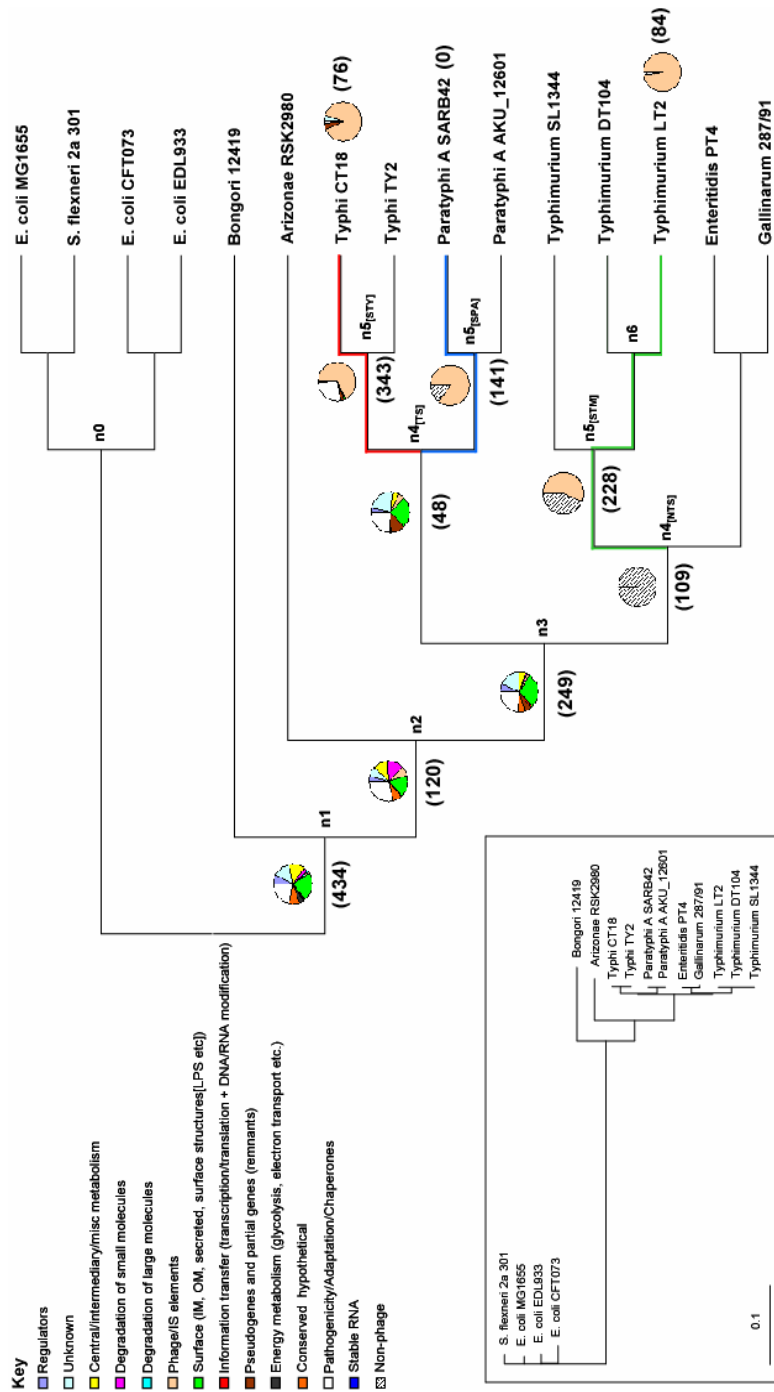 E. coli MG1655
S. flexneri 2a 301
E. coli CFT073
E. coli EDL933
Bongori 12419
Arizonae RSK2980
Typhi CT18 (76)
Typhi TY2
Paratyphi A SARB42 (0)
Paratyphi A AKU_12601
Typhimurium SL1344
Typhimurium DT104
Typhimurium LT2 (84)
Enteritidis PT4
Gallinarum 287/91
n0
n1
n2
n3
n4[TS]
n5[STY]
n5[SPA]
n4[NTS]
n5[STM]
n6
(434)
(120)
(249)
(48)
(343)
(141)
(109)
(228)
Key
Regulators
Unknown
Central/intermediary/misc metabolism
Degradation of small molecules
Degradation of large molecules
Phage/IS elements
Surface (IM, OM, secreted, surface structures[LPS etc])
Information transfer (transcription/translation + DNA/RNA modification)
Pseudogenes and partial genes (remnants)
Energy metabolism (glycolysis, electron transport etc.)
Conserved hypothetical
Pathogenicity/Adaptation/Chaperones
Stable RNA
Non-phage
S. flexneri 2a 301
E. coli MG1655
E. coli EDL933
E. coli CFT073
Bongori 12419
Arizonae RSK2980
Typhi CT18
Typhi TY2
Paratyphi A SARB42
Paratyphi A AKU_12601
Enteritidis PT4
Gallinarum 287/91
Typhimurium LT2
Typhimurium DT104
Typhimurium SL1344
0.1